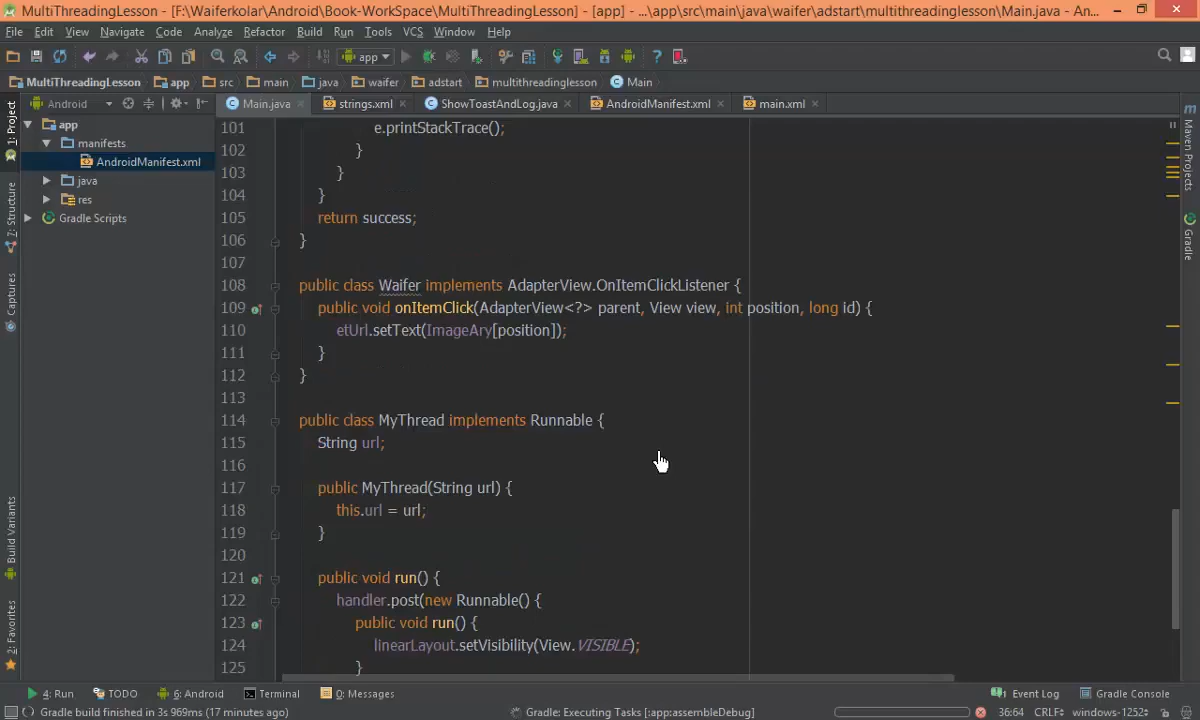 MultiThreadingLesson - [F:\Waiferkolar\Android\Book-WorkSpace\MultiThreadingLesson] - [app] - ...\app\src\main\java\waifer\adstart\multithreadinglesson\Main.java - An...
File Edit View Navigate Code Analyze Refactor Build Run Tools VCS Window Help
app
MultiThreadingLesson app src main java waifer adstart multithreadinglesson Main
Android Main.java strings.xml ShowToastAndLog.java AndroidManifest.xml main.xml
app
manifests
AndroidManifest.xml
java
res
Gradle Scripts
1: Project
7: Structure
Captures
Build Variants
2: Favorites
101 e.printStackTrace();
102 }
103 }
104 }
105 return success;
106 }
107
108 public class Waifer implements AdapterView.OnItemClickListener {
109 public void onItemClick(AdapterView<?> parent, View view, int position, long id) {
110 etUrl.setText(ImageAry[position]);
111 }
112 }
113
114 public class MyThread implements Runnable {
115 String url;
116
117 public MyThread(String url) {
118 this.url = url;
119 }
120
121 public void run() {
122 handler.post(new Runnable() {
123 public void run() {
124 linearLayout.setVisibility(View.VISIBLE);
125 }
Maven Projects
Gradle
4: Run TODO 6: Android Terminal 0: Messages Event Log Gradle Console
Gradle build finished in 3s 969ms (17 minutes ago) Gradle: Executing Tasks [:app:assembleDebug] 36:64 CRLF windows-1252